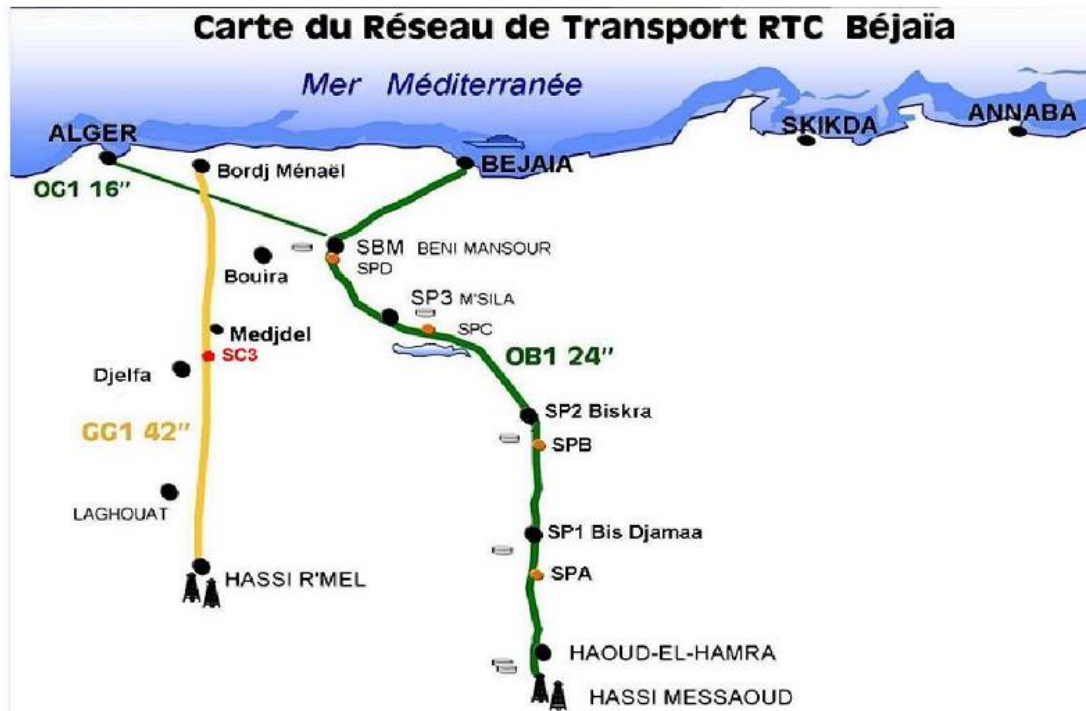 Carte du Réseau de Transport RTC Béjaïa
Mer Méditerranée
ALGER
SKIKDA
ANNABA
Bordj Ménaël
BEJAIA
OG1 16"
SBM BENI MANSOUR
SPD
Bouira
SP3 M'SILA
SPC
Medjdel
SC3
OB1 24"
Djelfa
SP2 Biskra
GG1 42"
SPB
LAGHOUAT
SP1 Bis Djamaa
SPA
HASSI R'MEL
HAOUD-EL-HAMRA
HASSI MESSAOUD